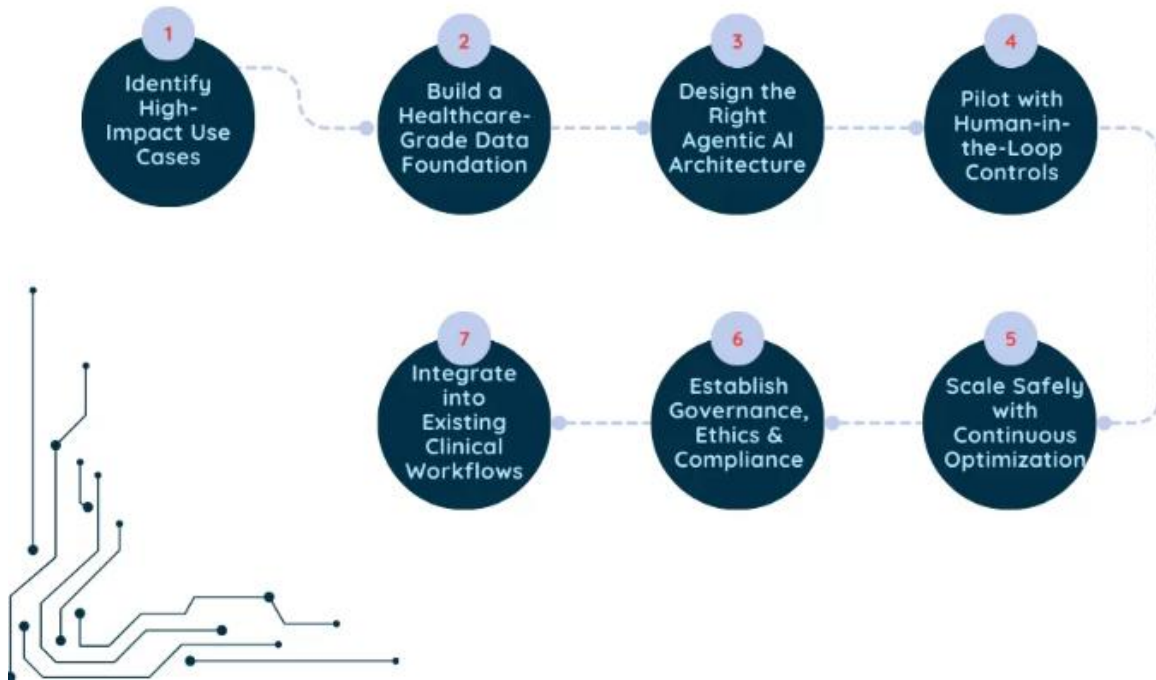 1
Identify
High-
Impact Use
Cases
2
Build a
Healthcare-
Grade Data
Foundation
3
Design the
Right
Agentic AI
Architecture
4
Pilot with
Human-in-
the-Loop
Controls
5
Scale Safely
with
Continuous
Optimization
6
Establish
Governance,
Ethics &
Compliance
7
Integrate
into
Existing
Clinical
Workflows